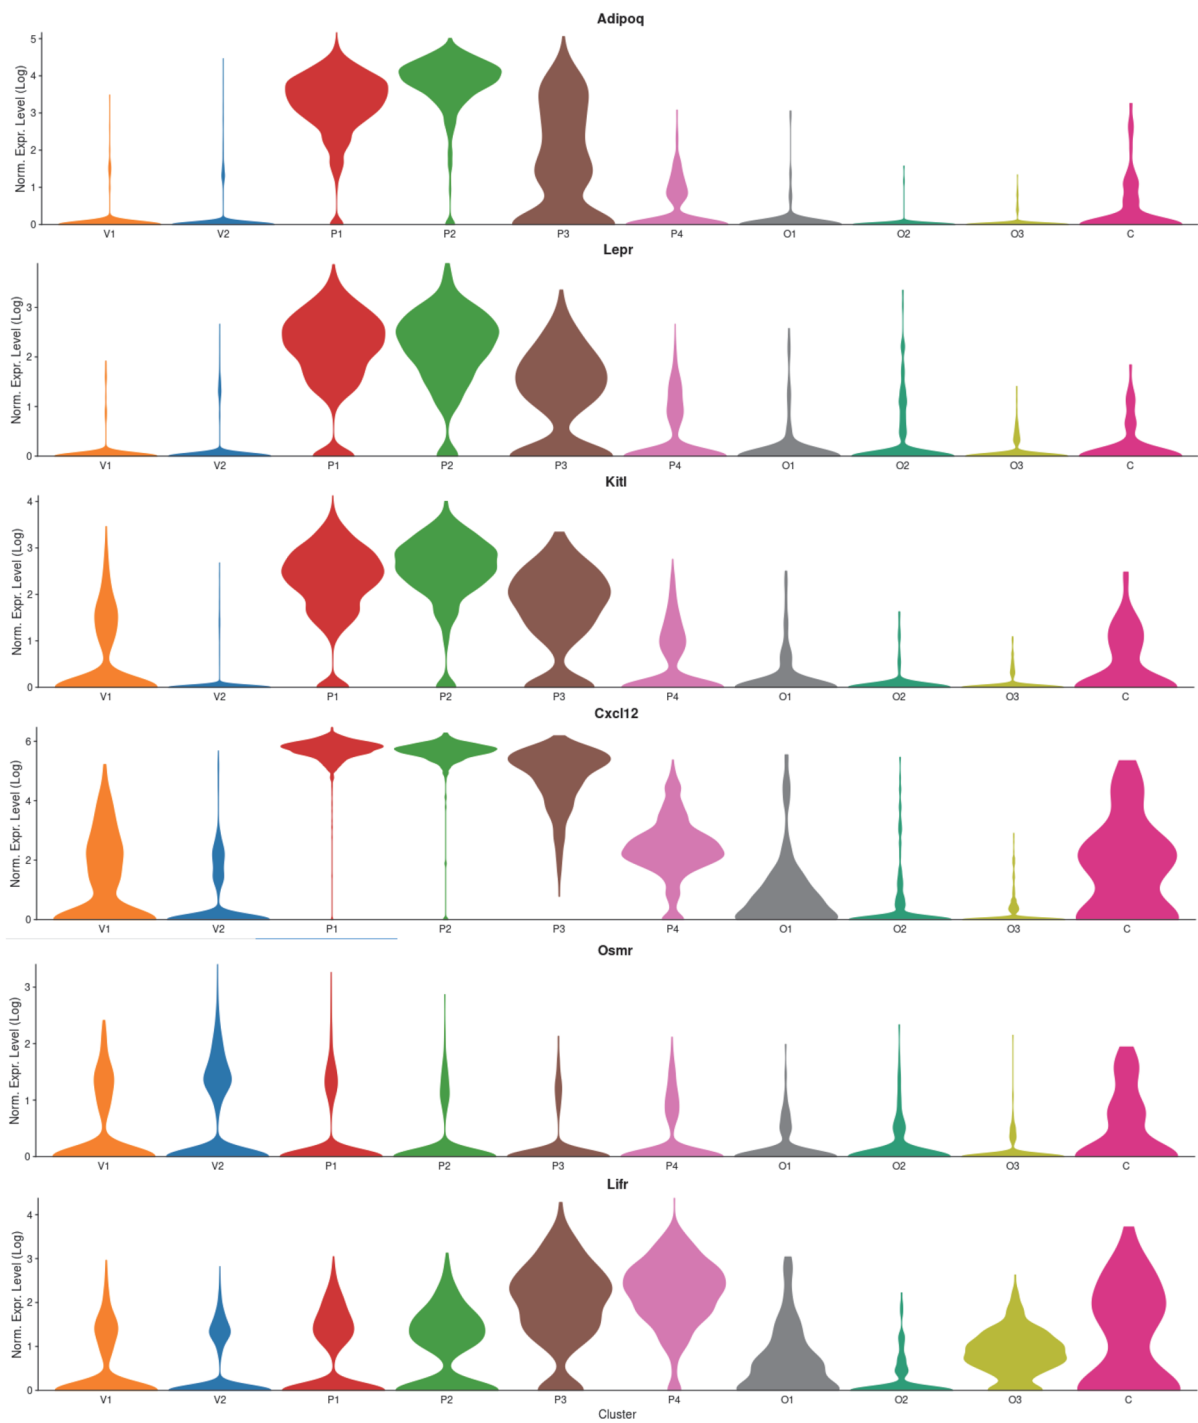 Adipoq
Norm. Expr. Level (Log)
5
4
3
2
1
0
V1 V2 P1 P2 P3 P4 O1 O2 O3 C
Lepr
Norm. Expr. Level (Log)
3
2
1
0
V1 V2 P1 P2 P3 P4 O1 O2 O3 C
Kitl
Norm. Expr. Level (Log)
4
3
2
1
0
V1 V2 P1 P2 P3 P4 O1 O2 O3 C
Cxcl12
Norm. Expr. Level (Log)
6
4
2
0
V1 V2 P1 P2 P3 P4 O1 O2 O3 C
Osmr
Norm. Expr. Level (Log)
3
2
1
0
V1 V2 P1 P2 P3 P4 O1 O2 O3 C
Lifr
Norm. Expr. Level (Log)
4
3
2
1
0
V1 V2 P1 P2 P3 P4 O1 O2 O3 C
Cluster